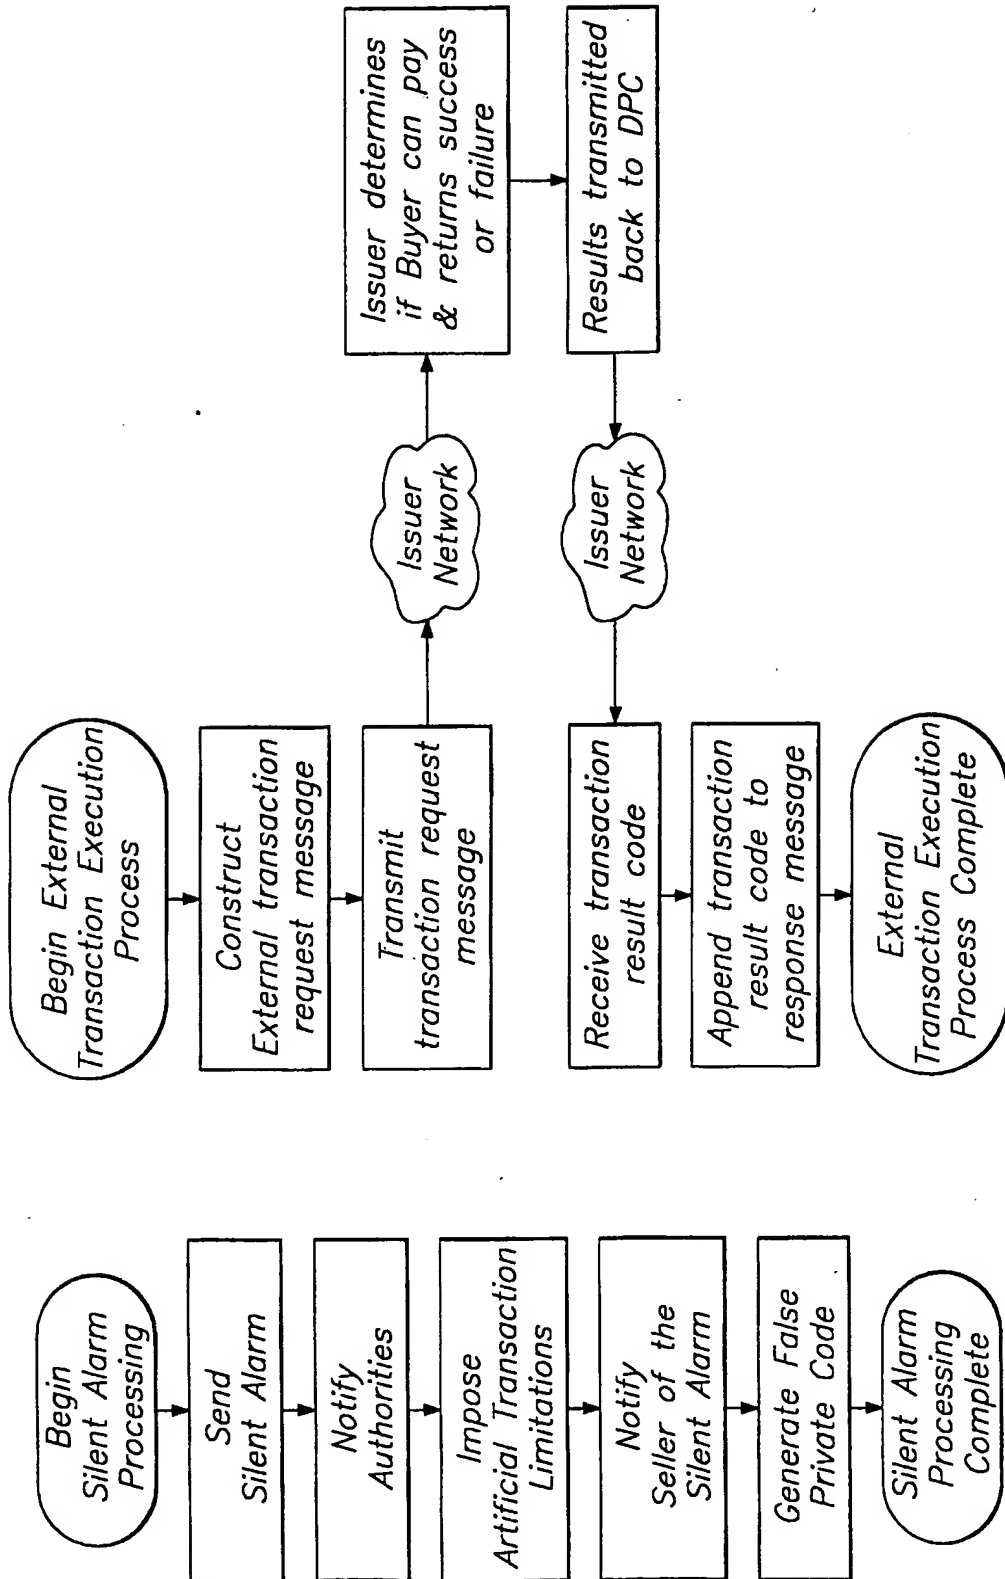 Begin
Silent Alarm
Processing
Send
Silent Alarm
Notify
Authorities
Impose
Artificial Transaction
Limitations
Notify
Seller of the
Silent Alarm
Generate False
Private Code
Silent Alarm
Processing
Complete
Begin External
Transaction Execution
Process
Construct
External transaction
request message
Transmit
transaction request
message
Issuer
Network
Issuer determines
if Buyer can pay
& returns success
or failure
Results transmitted
back to DPC
Issuer
Network
Receive transaction
result code
Append transaction
result code to
response message
External
Transaction Execution
Process Complete